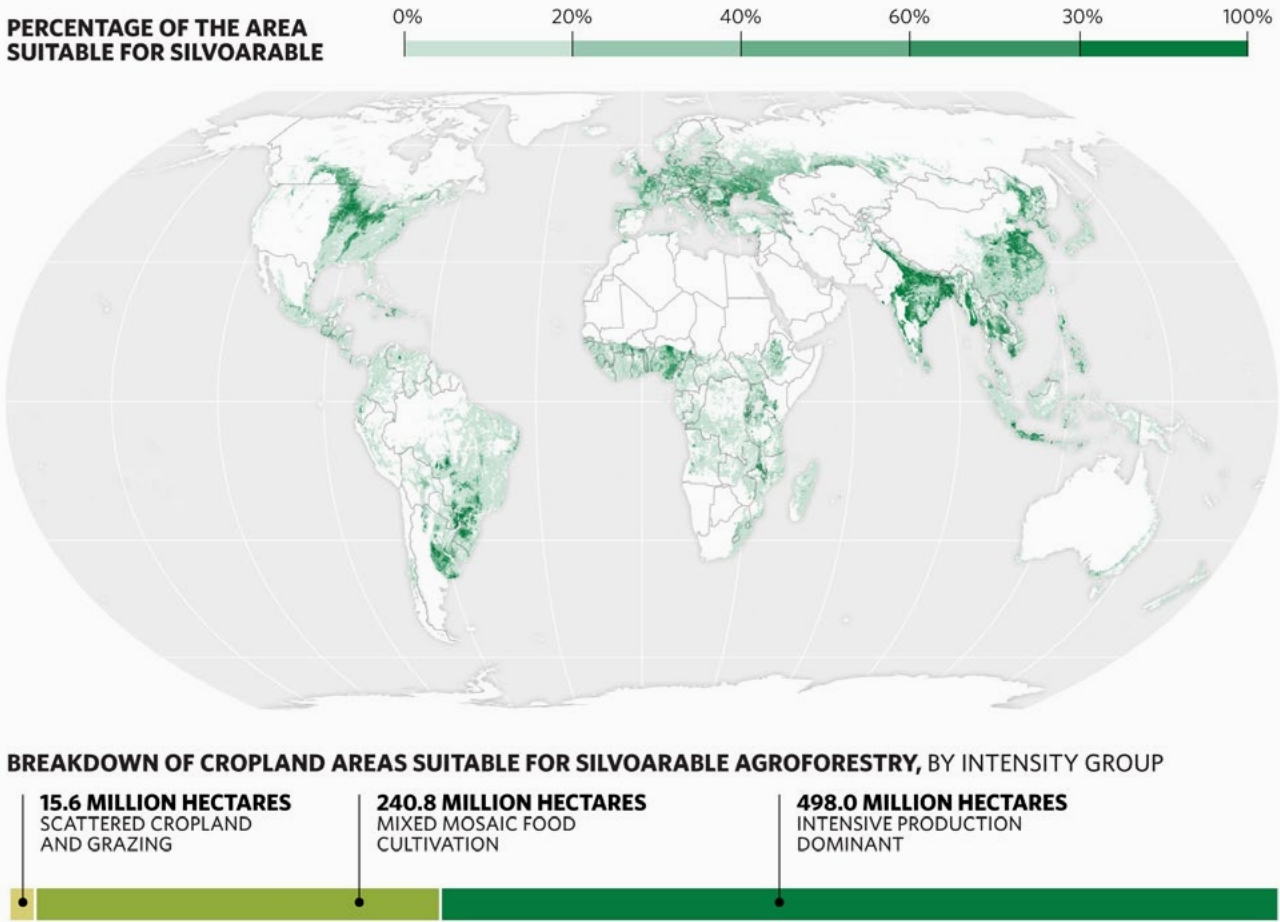 PERCENTAGE OF THE AREA
SUITABLE FOR SILVOARABLE
0% 20% 40% 60% 30% 100%
BREAKDOWN OF CROPLAND AREAS SUITABLE FOR SILVOARABLE AGROFORESTRY, BY INTENSITY GROUP
15.6 MILLION HECTARES
SCATTERED CROPLAND
AND GRAZING
240.8 MILLION HECTARES
MIXED MOSAIC FOOD
CULTIVATION
498.0 MILLION HECTARES
INTENSIVE PRODUCTION
DOMINANT